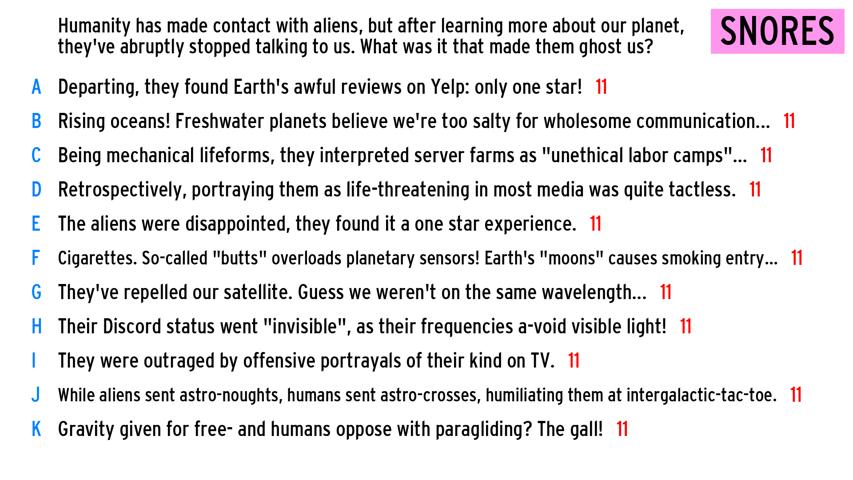 Humanity has made contact with aliens, but after learning more about our planet,
they've abruptly stopped talking to us. What was it that made them ghost us?
SNORES
A Departing, they found Earth's awful reviews on Yelp: only one star! 11
B Rising oceans! Freshwater planets believe we're too salty for wholesome communication... 11
C Being mechanical lifeforms, they interpreted server farms as "unethical labor camps"... 11
D Retrospectively, portraying them as life-threatening in most media was quite tactless. 11
E The aliens were disappointed, they found it a one star experience. 11
F Cigarettes. So-called "butts" overloads planetary sensors! Earth's "moons" causes smoking entry... 11
G They've repelled our satellite. Guess we weren't on the same wavelength... 11
H Their Discord status went "invisible", as their frequencies a-void visible light! 11
I They were outraged by offensive portrayals of their kind on TV. 11
J While aliens sent astro-noughts, humans sent astro-crosses, humiliating them at intergalactic-tac-toe. 11
K Gravity given for free- and humans oppose with paragliding? The gall! 11